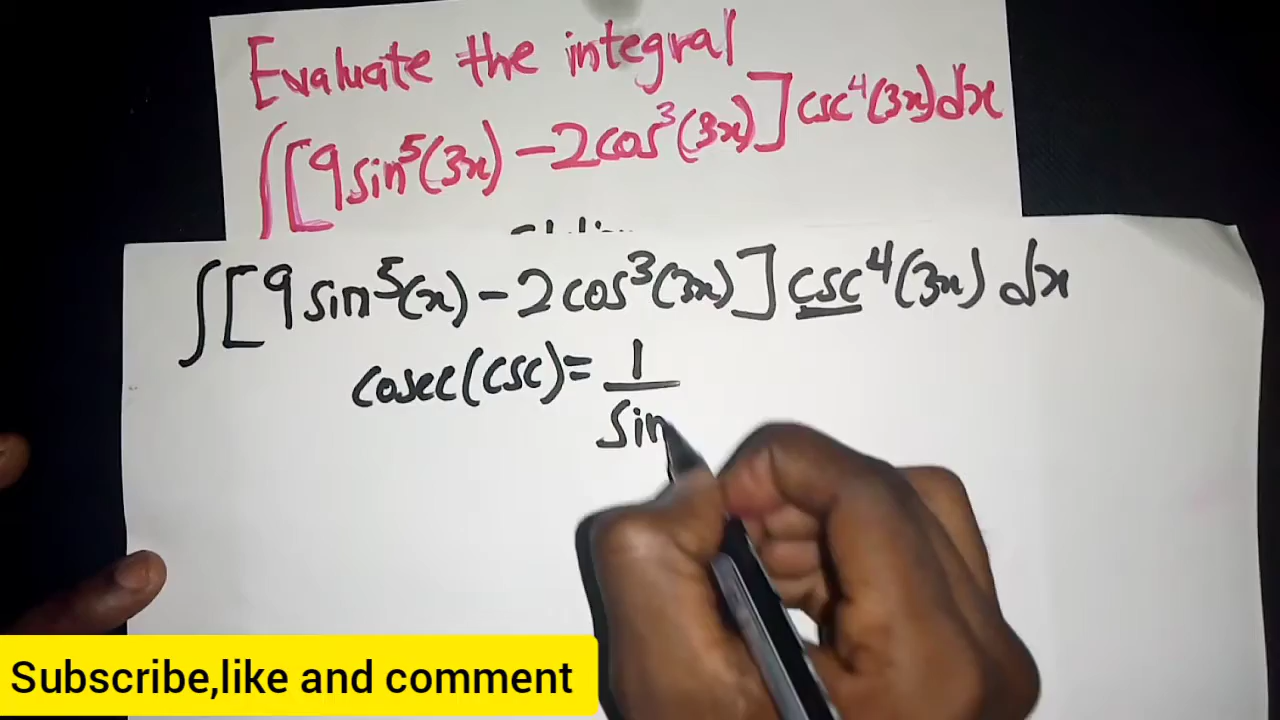 Evaluate the integral
∫[9sin⁵(3x) - 2cos³(3x)] csc⁴(3x)dx
∫[9sin⁵(x) - 2cos³(3x)] csc⁴(3x) dx
cosec(csc) = 1
sin
Subscribe,like and comment